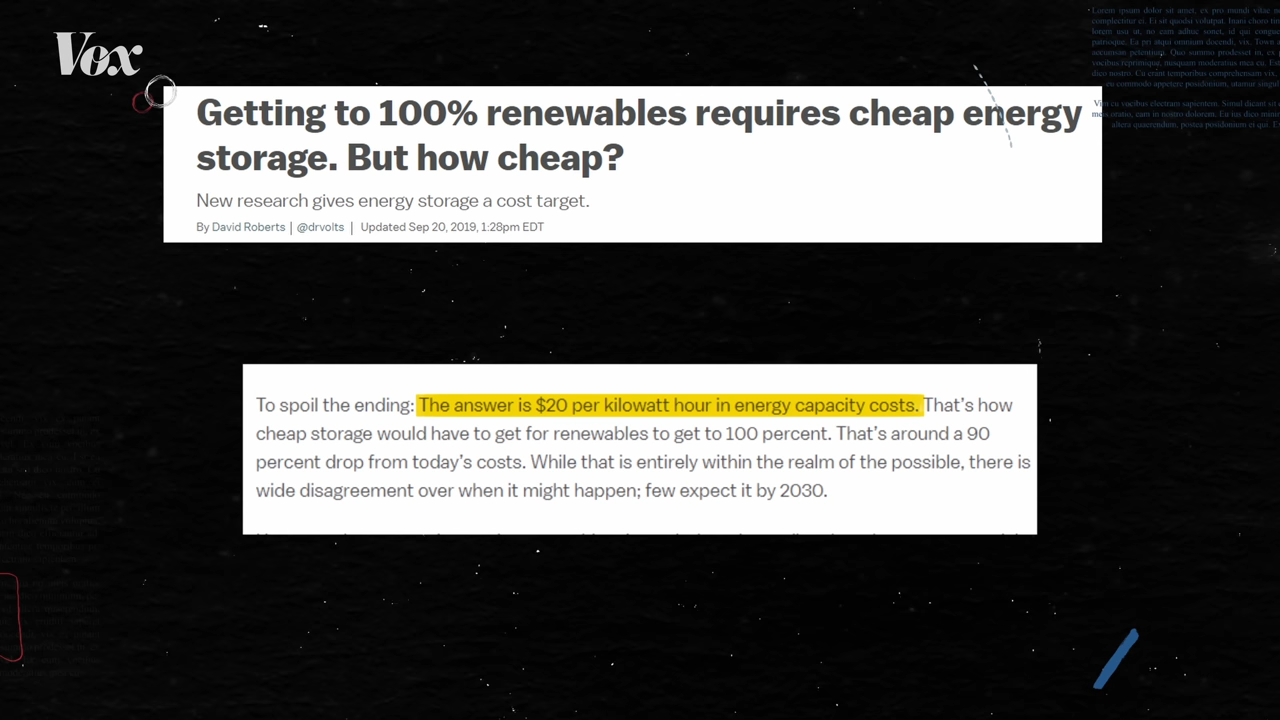 Vox
Getting to 100% renewables requires cheap energy
storage. But how cheap?
New research gives energy storage a cost target.
By David Roberts | @drvolts | Updated Sep 20, 2019, 1:28pm EDT
To spoil the ending: The answer is $20 per kilowatt hour in energy capacity costs. That’s how
cheap storage would have to get for renewables to get to 100 percent. That’s around a 90
percent drop from today’s costs. While that is entirely within the realm of the possible, there is
wide disagreement over when it might happen; few expect it by 2030.